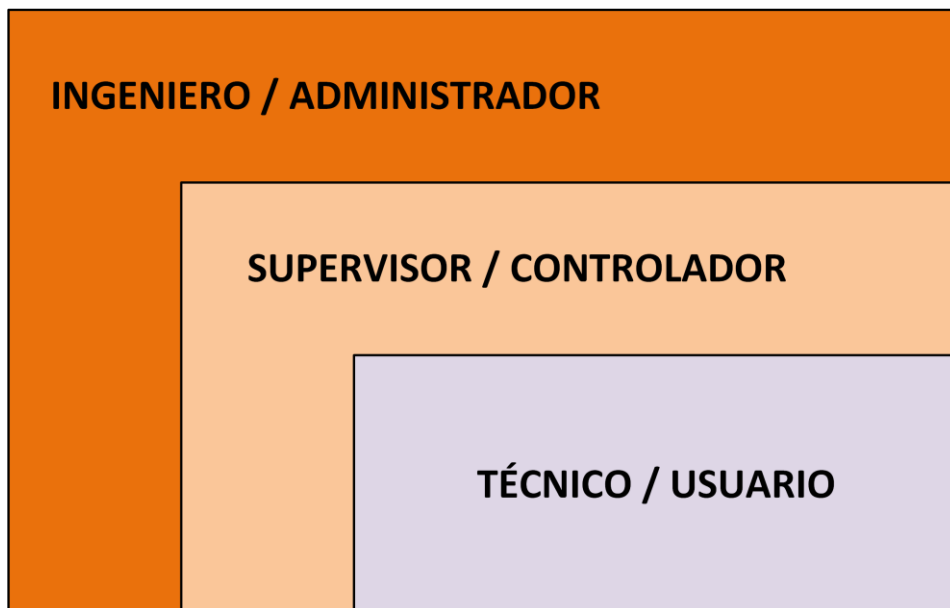 INGENIERO / ADMINISTRADOR
SUPERVISOR / CONTROLADOR
TÉCNICO / USUARIO